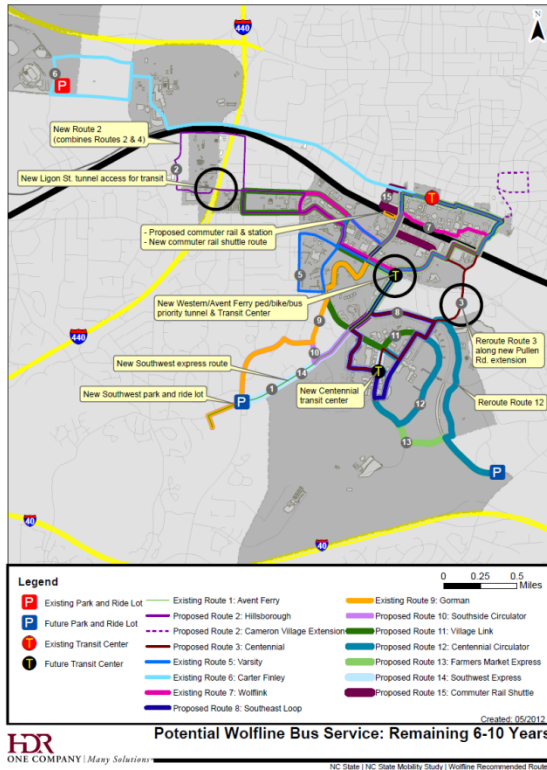 N
440
6
P
New Route 2
(combines Routes 2 & 4)
2
New Ligon St. tunnel access for transit
15
T
- Proposed commuter rail & station
- New commuter rail shuttle route
7
5
T
New Western/Avent Ferry ped/bike/bus
priority tunnel & Transit Center
3
9
8
Reroute Route 3
along new Pullen
Rd. extension
440
10
11
New Southwest express route
14
1
T
New Centennial
transit center
Reroute Route 12
12
New Southwest park and ride lot
P
13
P
40
40
Legend
0 0.25 0.5
Miles
P Existing Park and Ride Lot
P Future Park and Ride Lot
T Existing Transit Center
T Future Transit Center
Existing Route 1: Avent Ferry
Proposed Route 2: Hillsborough
Proposed Route 2: Cameron Village Extension
Proposed Route 3: Centennial
Existing Route 5: Varsity
Existing Route 6: Carter Finley
Existing Route 7: Wolflink
Proposed Route 8: Southeast Loop
Existing Route 9: Gorman
Proposed Route 10: Southside Circulator
Proposed Route 11: Village Link
Proposed Route 12: Centennial Circulator
Proposed Route 13: Farmers Market Express
Proposed Route 14: Southwest Express
Proposed Route 15: Commuter Rail Shuttle
Created: 05/2012
HDR
ONE COMPANY | Many Solutions
Potential Wolfline Bus Service: Remaining 6-10 Years
NC State | NC State Mobility Study | Wolfline Recommended Route